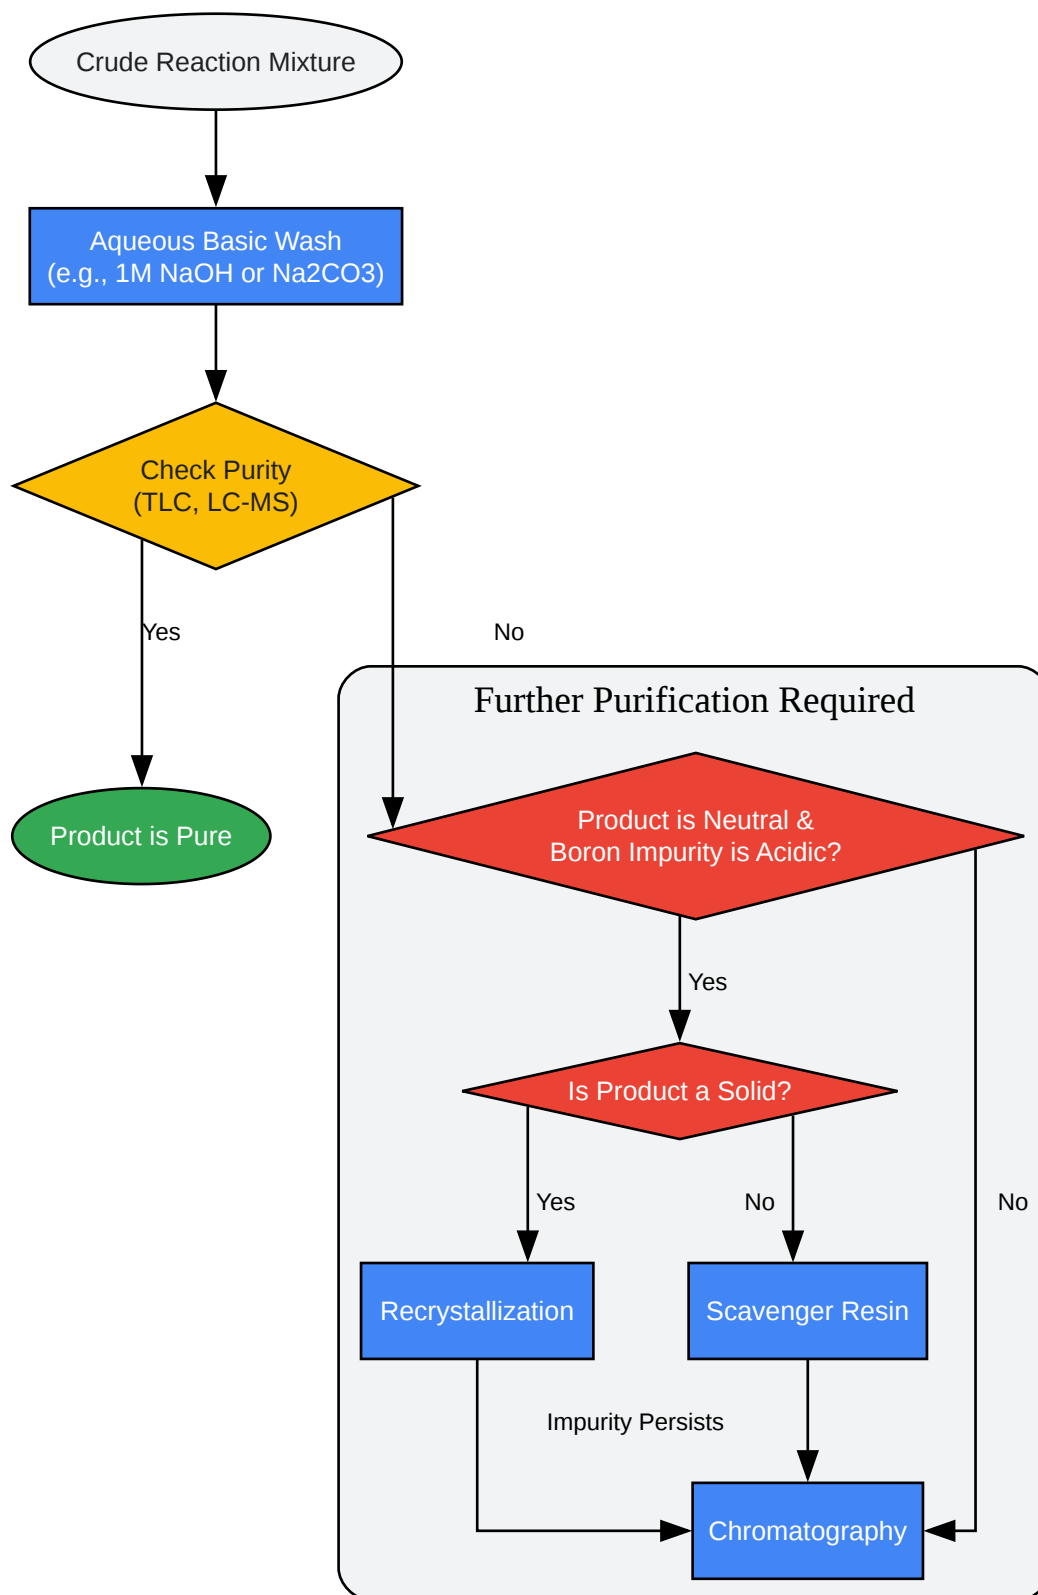 Crude Reaction Mixture
Aqueous Basic Wash
(e.g., 1M NaOH or Na2CO3)
Check Purity
(TLC, LC-MS)
Yes
No
Further Purification Required
Product is Pure
Product is Neutral &
Boron Impurity is Acidic?
Yes
Is Product a Solid?
Yes
No
No
Recrystallization
Scavenger Resin
Impurity Persists
Chromatography